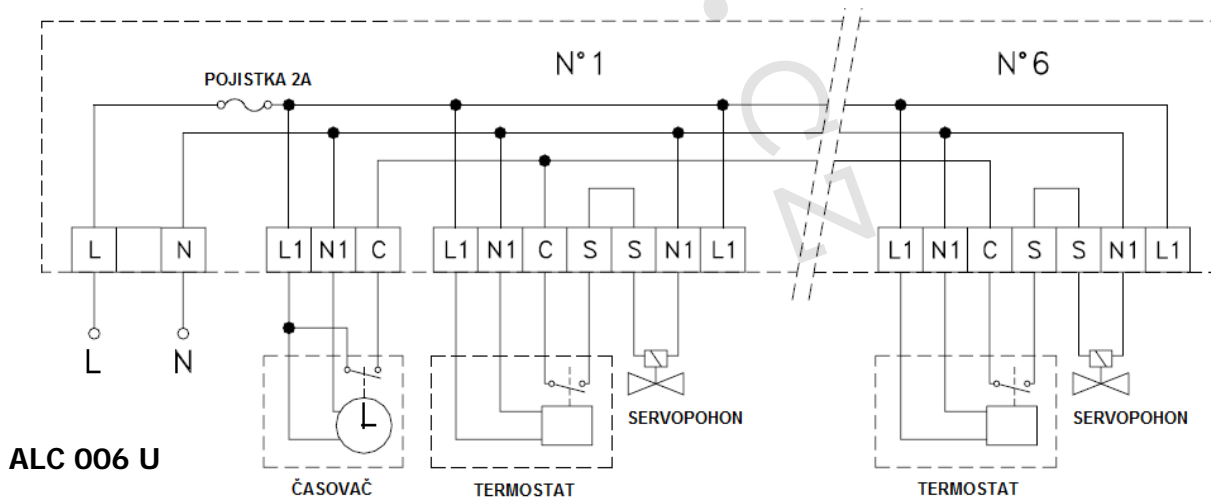 N° 1
N° 6
POJISTKA 2A
L N L1 N1 C L1 N1 C S S N1 L1 L1 N1 C S S N1 L1
L N
SERVOPOHON
SERVOPOHON
ALC 006 U
ČASOVAČ
TERMOSTAT
TERMOSTAT